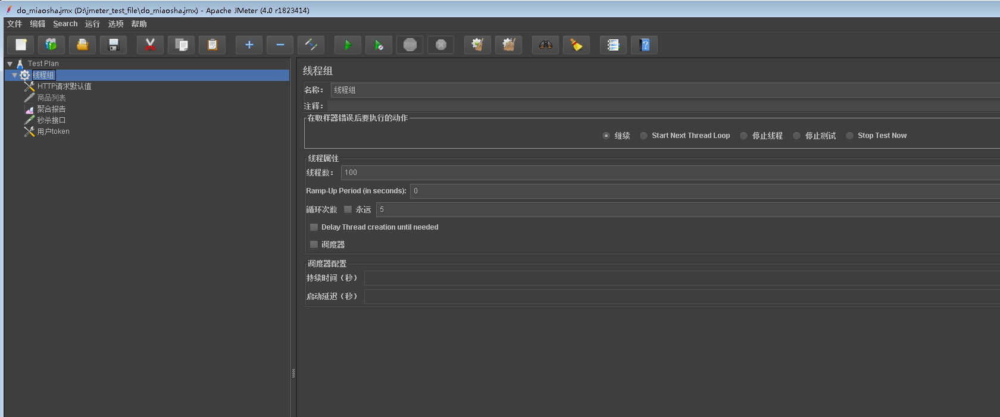 do_miaosha.jmx (D:\jmeter_test_file\do_miaosha.jmx) - Apache JMeter (4.0 r1823414)
文件 编辑 Search 运行 选项 帮助
STOP
Test Plan
线程组
HTTP请求默认值
商品列表
聚合报告
秒杀接口
用户token
线程组
名称： 线程组
注释：
在取样器错误后要执行的动作
继续 Start Next Thread Loop 停止线程 停止测试 Stop Test Now
线程属性
线程数： 100
Ramp-Up Period (in seconds): 0
循环次数 永远 5
Delay Thread creation until needed
调度器
调度器配置
持续时间（秒）
启动延迟（秒）